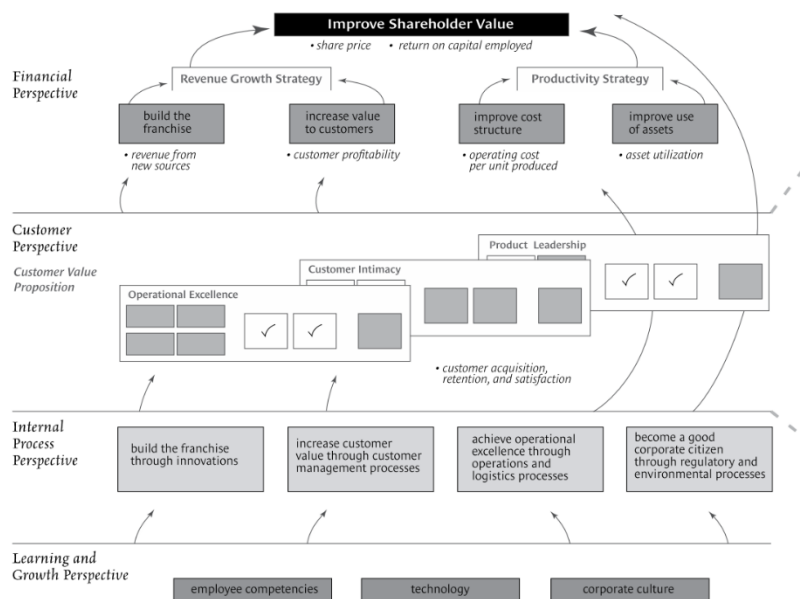 Improve Shareholder Value
• share price • return on capital employed
Financial
Perspective
Revenue Growth Strategy
Productivity Strategy
build the
franchise
increase value
to customers
improve cost
structure
improve use
of assets
• revenue from
new sources
• customer profitability
• operating cost
per unit produced
• asset utilization
Customer
Perspective
Customer Value
Proposition
Product Leadership
Customer Intimacy
Operational Excellence
• customer acquisition,
retention, and satisfaction
Internal
Process
Perspective
build the franchise
through innovations
increase customer
value through customer
management processes
achieve operational
excellence through
operations and
logistics processes
become a good
corporate citizen
through regulatory and
environmental processes
Learning and
Growth Perspective
employee competencies
technology
corporate culture